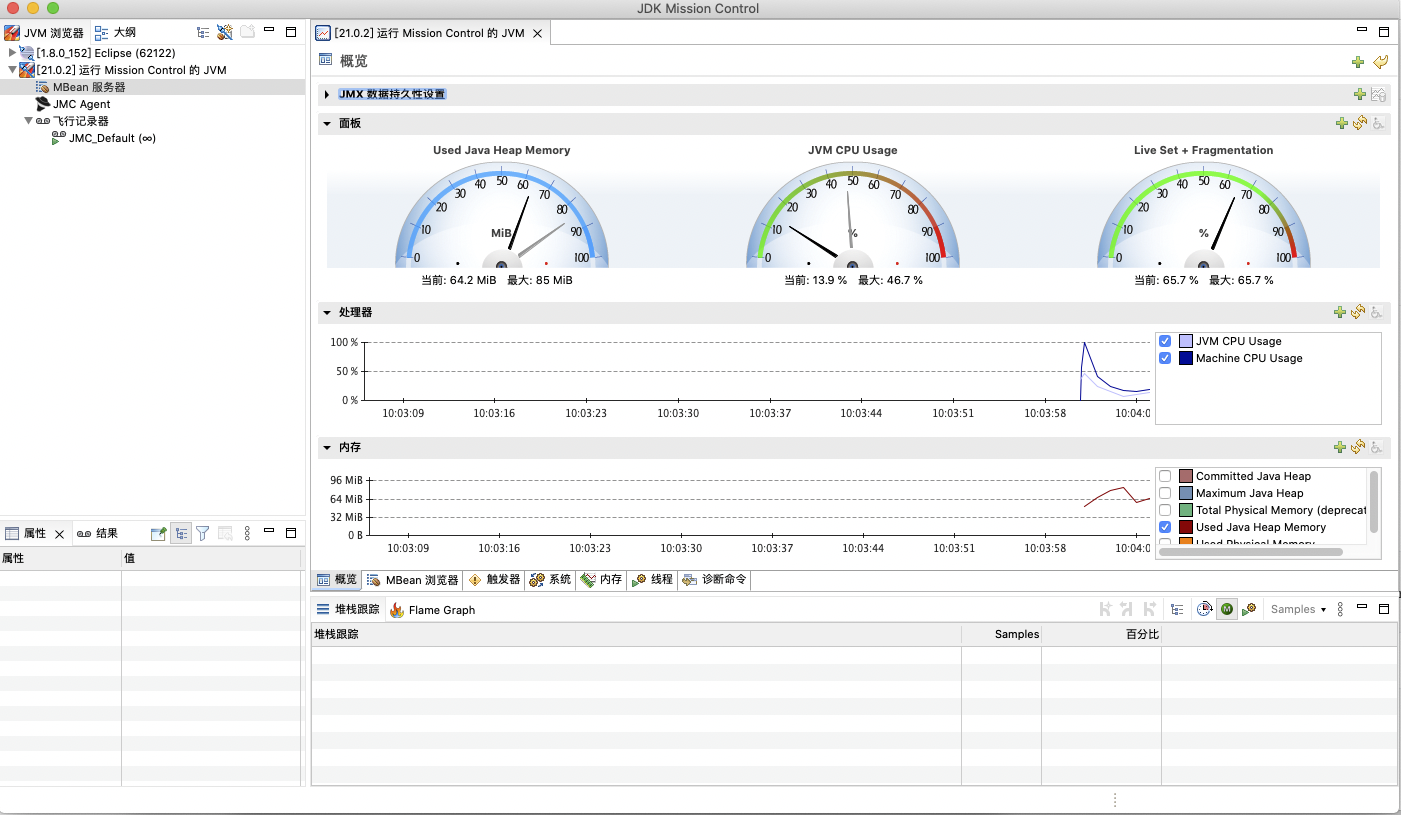 JDK Mission Control
JVM 浏览器
大纲
[1.8.0_152] Eclipse (62122)
[21.0.2] 运行 Mission Control 的 JVM
MBean 服务器
JMC Agent
飞行记录器
JMC_Default (∞)
属性
结果
属性 值
[21.0.2] 运行 Mission Control 的 JVM
概览
JMX 数据持久性设置
面板
Used Java Heap Memory
0 10 20 30 40 50 60 70 80 90 100
MiB
当前: 64.2 MiB 最大: 85 MiB
JVM CPU Usage
0 10 20 30 40 50 60 70 80 90 100
%
当前: 13.9 % 最大: 46.7 %
Live Set + Fragmentation
0 10 20 30 40 50 60 70 80 90 100
%
当前: 65.7 % 最大: 65.7 %
处理器
100 %
50 %
0 %
10:03:09 10:03:16 10:03:23 10:03:30 10:03:37 10:03:44 10:03:51 10:03:58 10:04:0
JVM CPU Usage
Machine CPU Usage
内存
96 MiB
64 MiB
32 MiB
0 B
10:03:09 10:03:16 10:03:23 10:03:30 10:03:37 10:03:44 10:03:51 10:03:58 10:04:0
Committed Java Heap
Maximum Java Heap
Total Physical Memory (deprecat
Used Java Heap Memory
Used Physical Memory
概览 MBean 浏览器 触发器 系统 内存 线程 诊断命令
堆栈跟踪 Flame Graph
M
Samples
堆栈跟踪 Samples 百分比